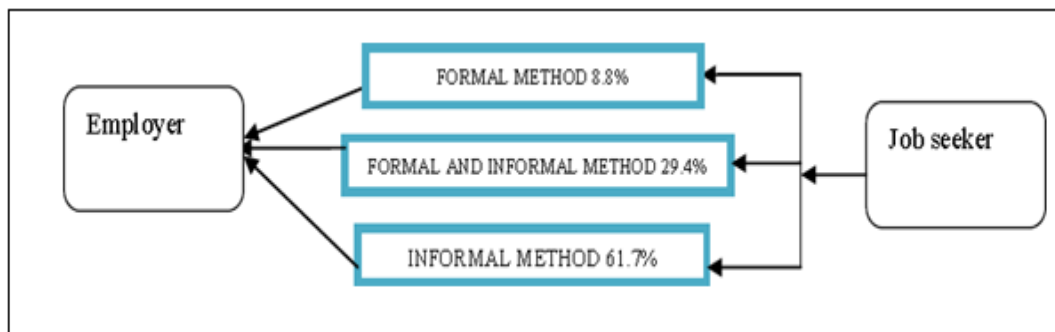 FORMAL METHOD 8.8%
Employer
FORMAL AND INFORMAL METHOD 29.4%
Job seeker
INFORMAL METHOD 61.7%